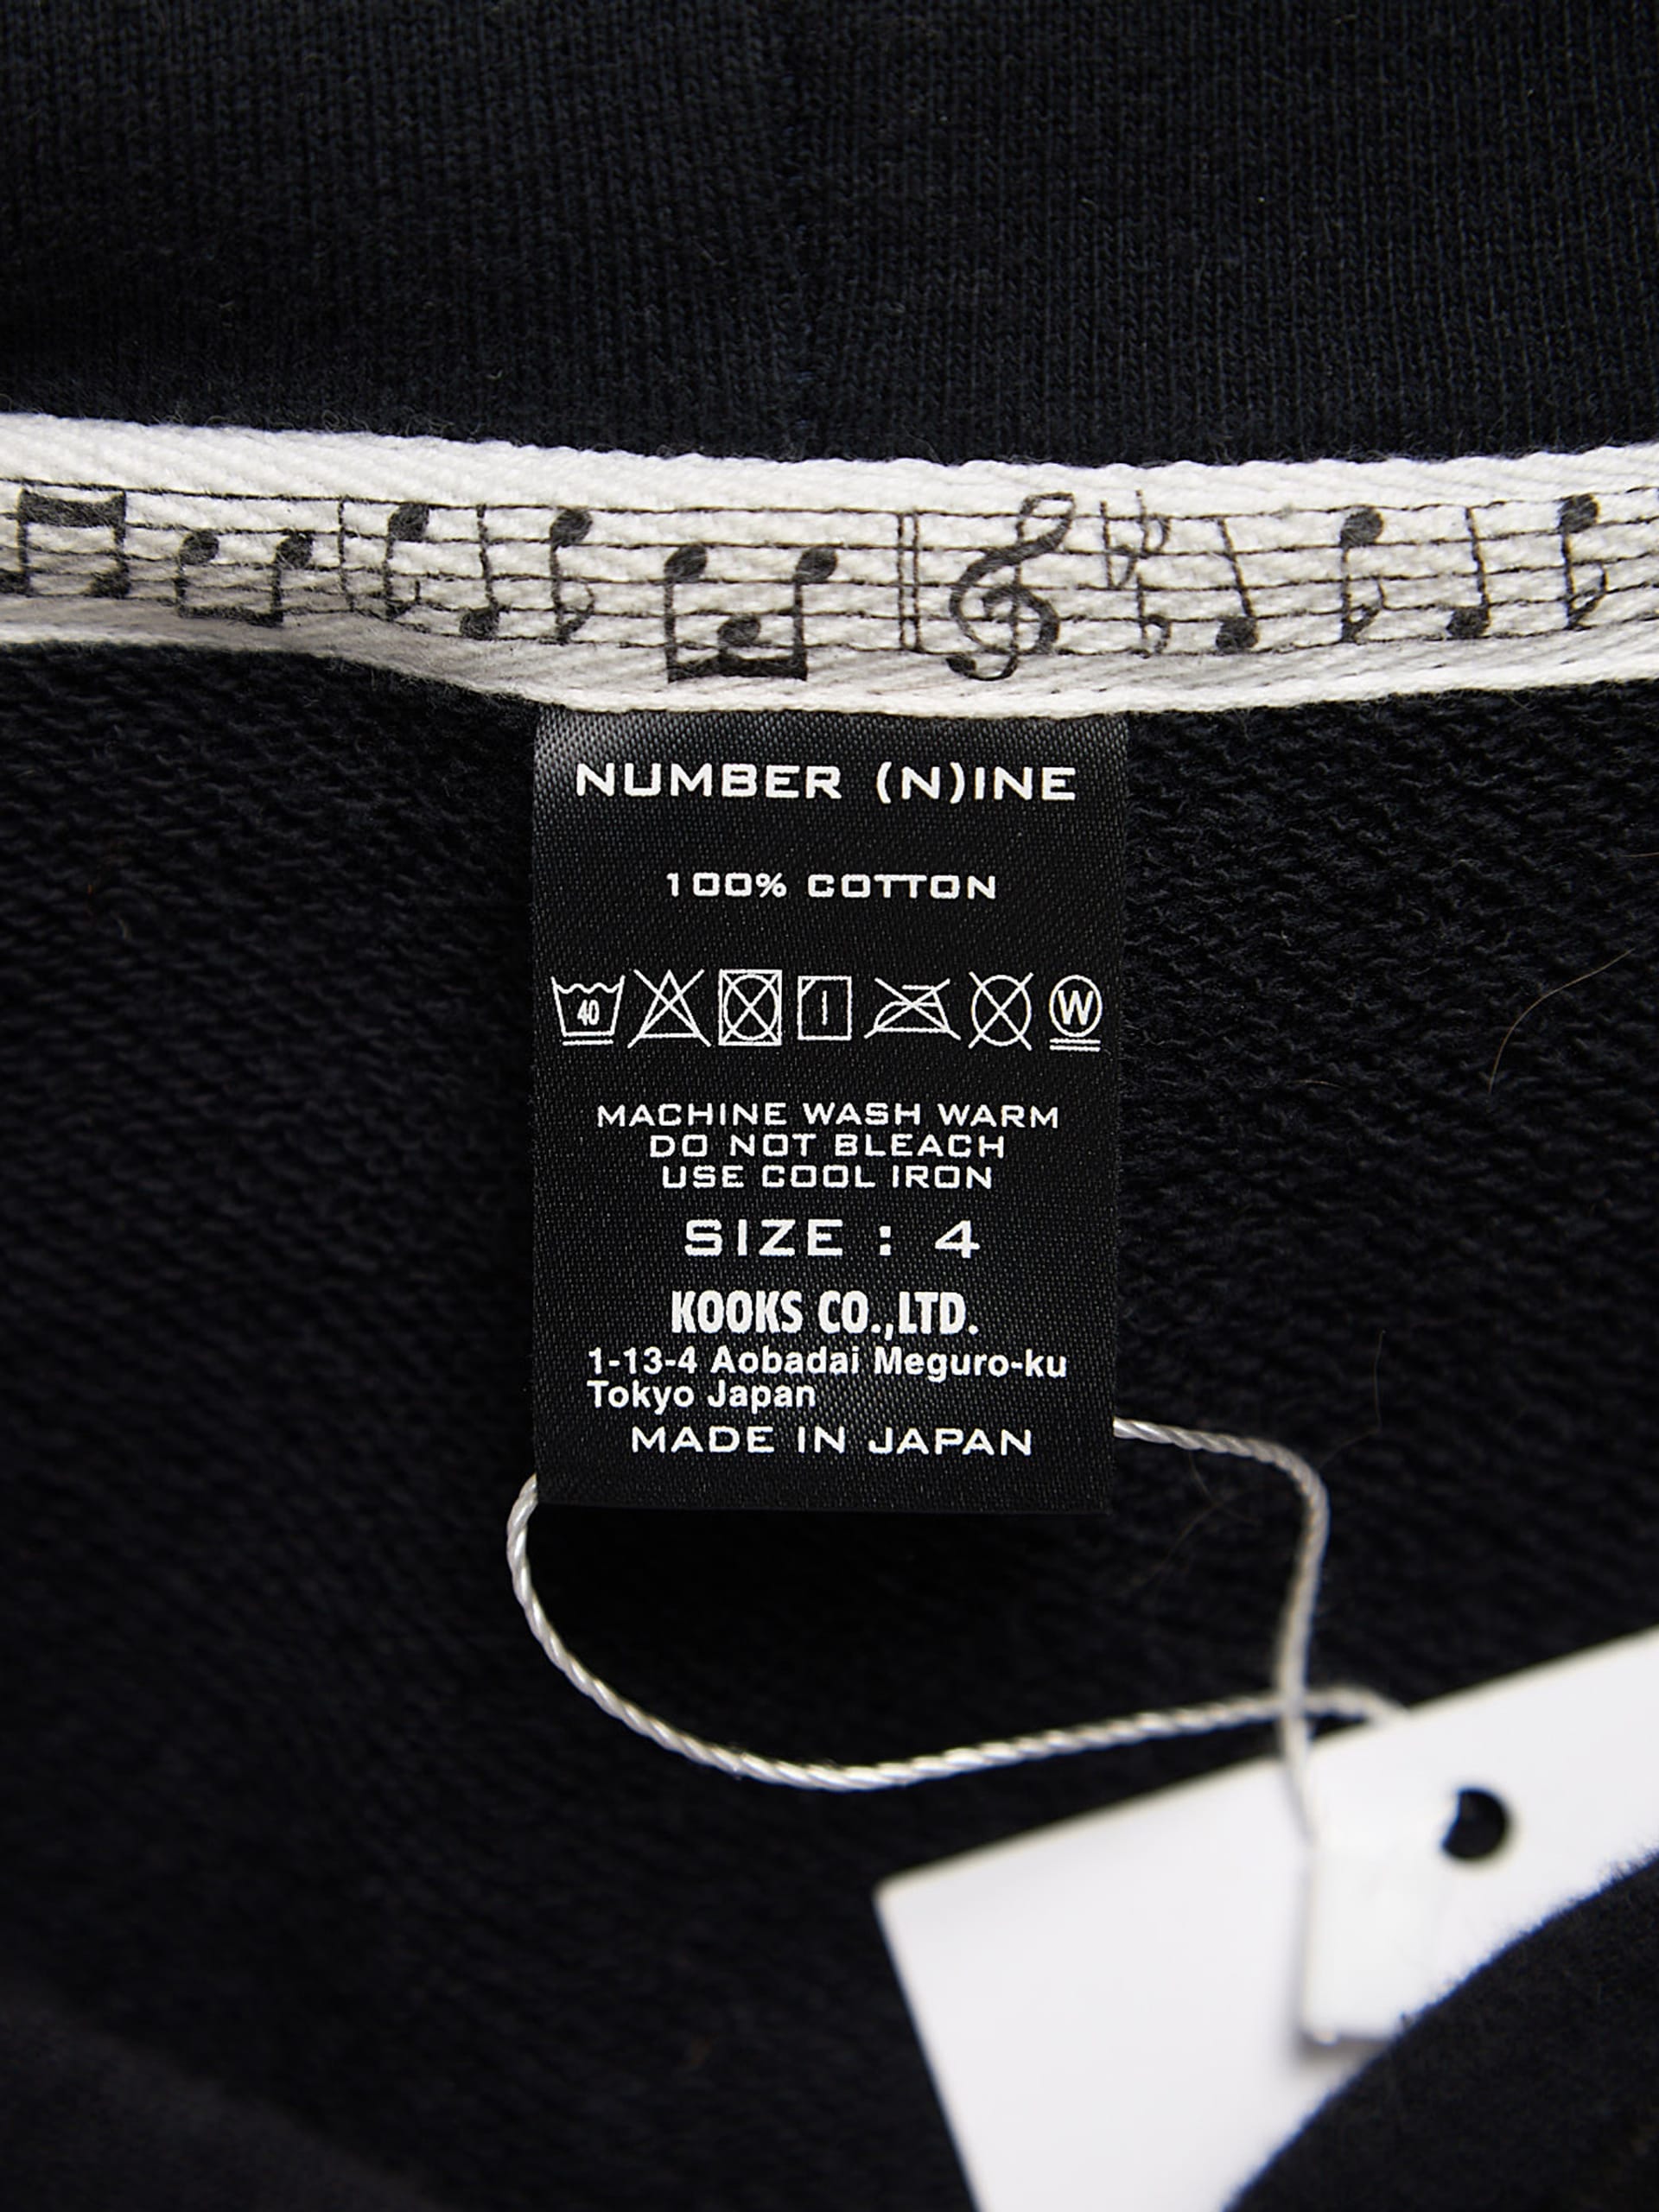 NUMBER (N)INE
100% COTTON
40 W
MACHINE WASH WARM
DO NOT BLEACH
USE COOL IRON
SIZE : 4
KOOKS CO.,LTD.
1-13-4 Aobadai Meguro-ku
Tokyo Japan
MADE IN JAPAN